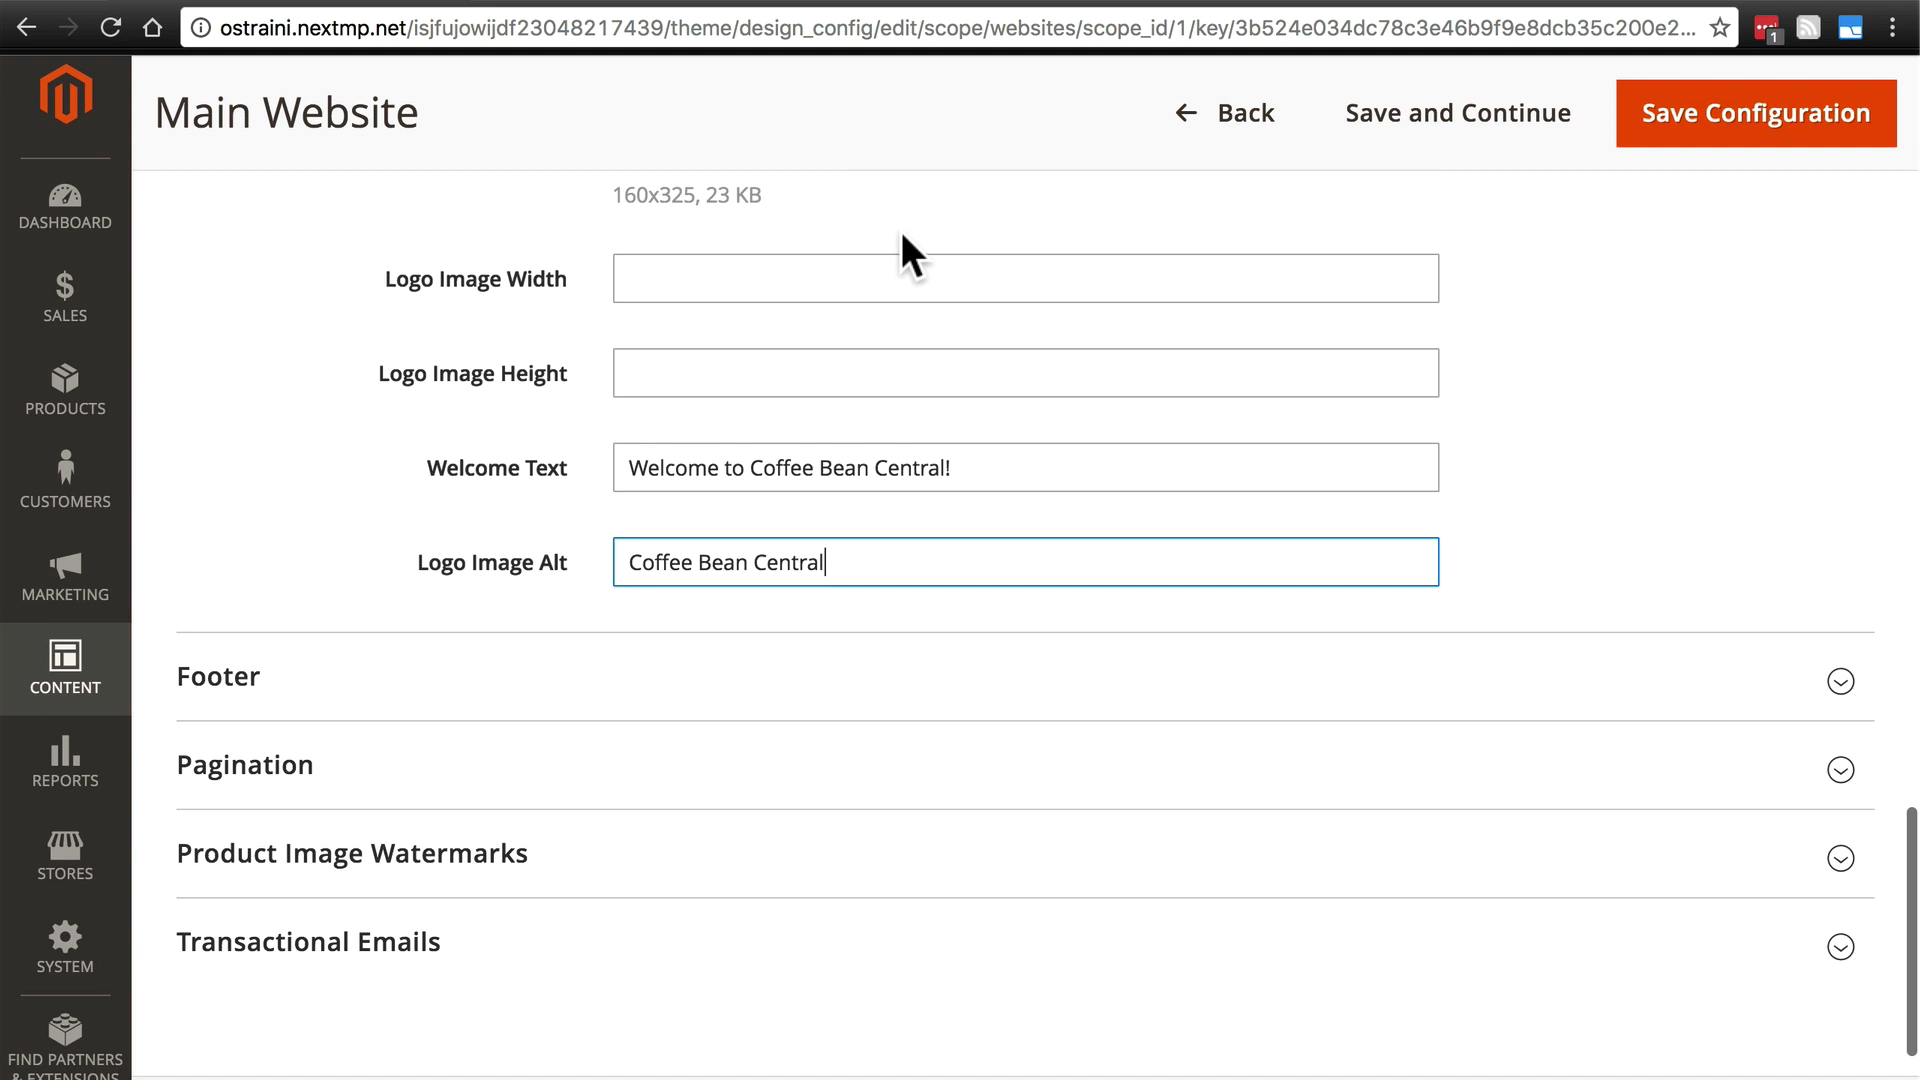 ostraini.nextmp.net/isjfujowijdf23048217439/theme/design_config/edit/scope/websites/scope_id/1/key/3b524e034dc78c3e46b9f9e8dcb35c200e2...
1
Main Website
Back
Save and Continue
Save Configuration
DASHBOARD
SALES
PRODUCTS
CUSTOMERS
MARKETING
CONTENT
REPORTS
STORES
SYSTEM
FIND PARTNERS
& EXTENSIONS
160x325, 23 KB
Logo Image Width
Logo Image Height
Welcome Text
Welcome to Coffee Bean Central!
Logo Image Alt
Coffee Bean Central
Footer
Pagination
Product Image Watermarks
Transactional Emails